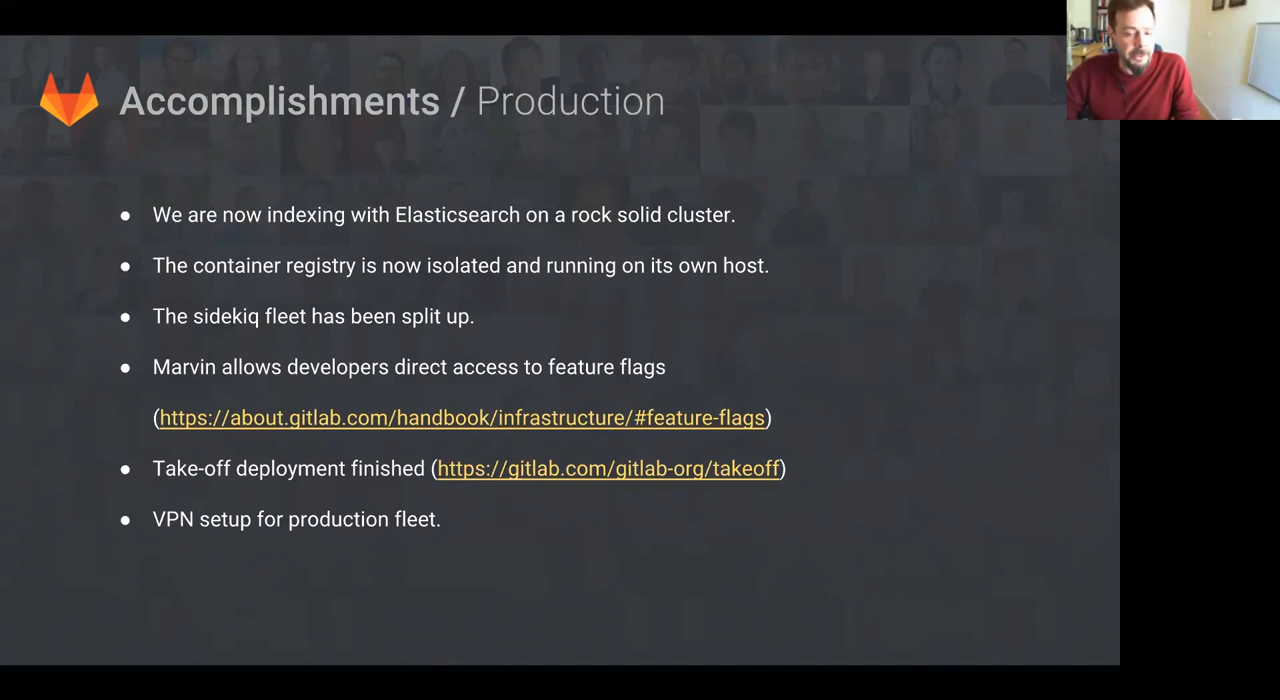 Accomplishments / Production
● We are now indexing with Elasticsearch on a rock solid cluster.
● The container registry is now isolated and running on its own host.
● The sidekiq fleet has been split up.
● Marvin allows developers direct access to feature flags
(https://about.gitlab.com/handbook/infrastructure/#feature-flags)
● Take-off deployment finished (https://gitlab.com/gitlab-org/takeoff)
● VPN setup for production fleet.